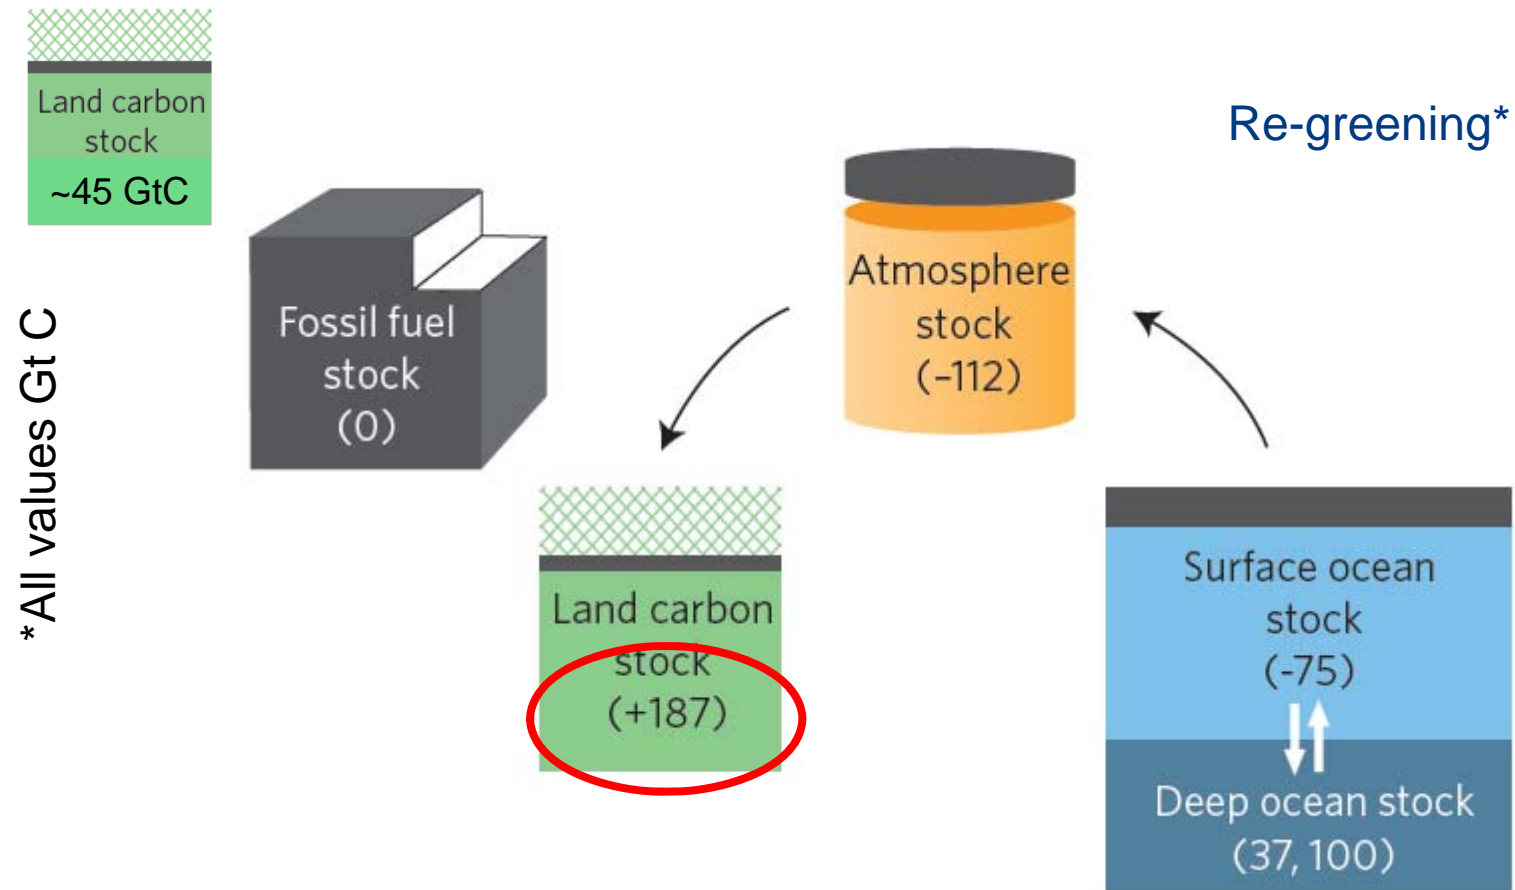 Land carbon
stock
~45 GtC
Re-greening*
*All values Gt C
Fossil fuel
stock
(0)
Atmosphere
stock
(–112)
Land carbon
stock
(+187)
Surface ocean
stock
(-75)
Deep ocean stock
(37, 100)